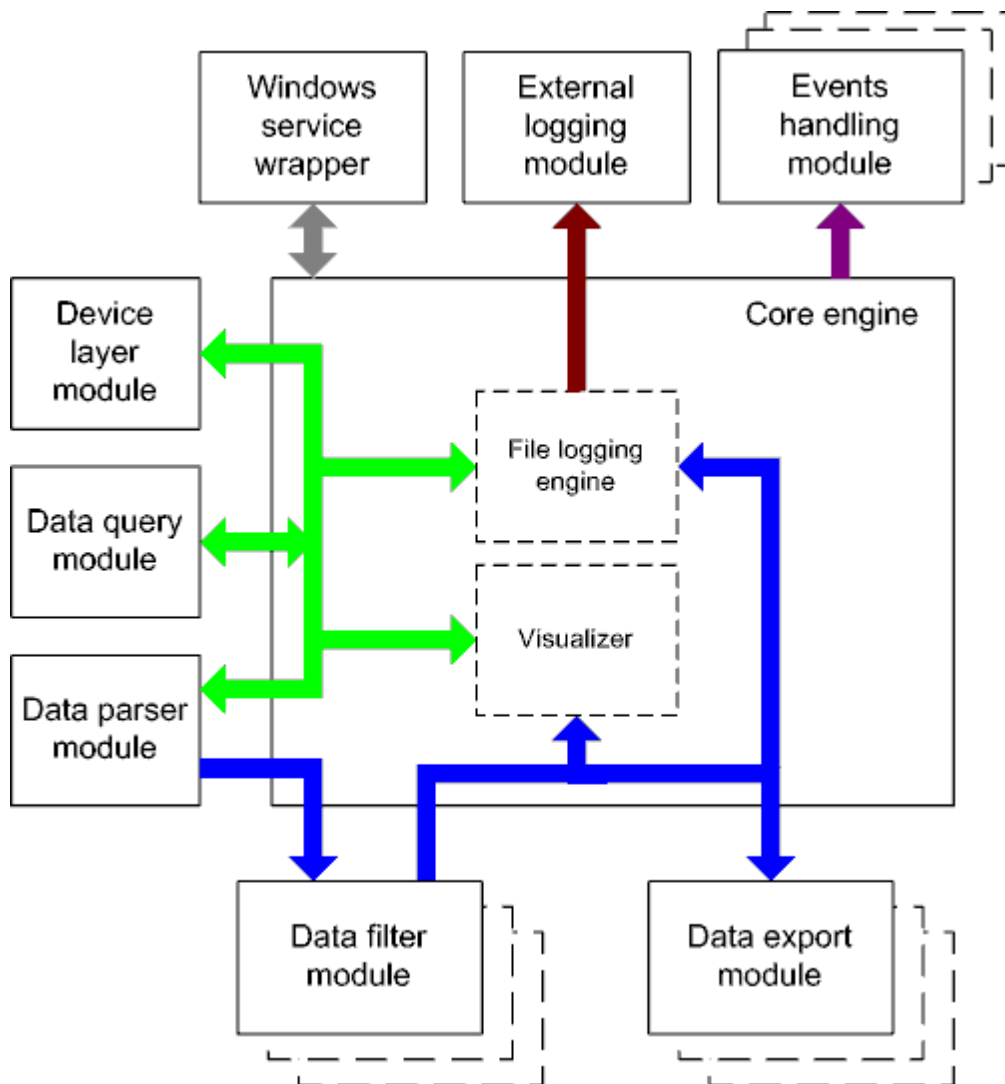 Windows
service
wrapper
External
logging
module
Events
handling
module
Device
layer
module
Core engine
File logging
engine
Data query
module
Visualizer
Data parser
module
Data filter
module
Data export
module